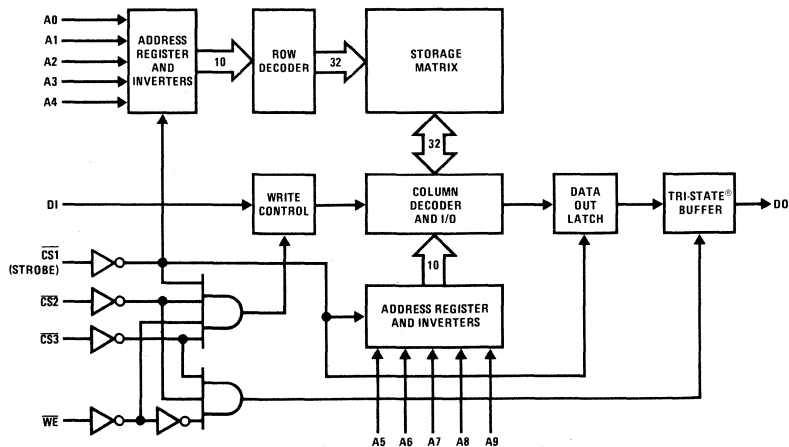 A0
A1
A2
A3
A4
ADDRESS
REGISTER
AND
INVERTERS
10
ROW
DECODER
32
STORAGE
MATRIX
32
DI
WRITE
CONTROL
COLUMN
DECODER
AND I/O
DATA
OUT
LATCH
TRI-STATE®
BUFFER
DO
CS1
(STROBE)
CS2
CS3
WE
10
ADDRESS REGISTER
AND INVERTERS
A5 A6 A7 A8 A9